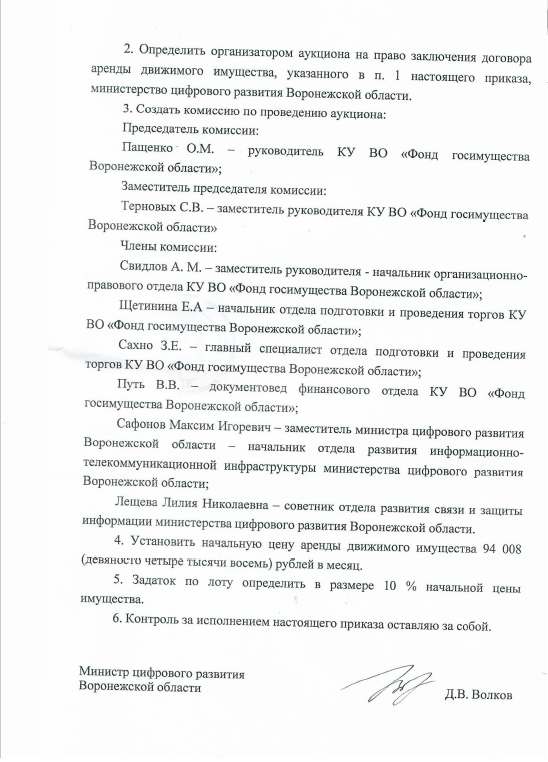 2. Определить организатором аукциона на право заключения договора
аренды движимого имущества, указанного в п. 1 настоящего приказа,
министерство цифрового развития Воронежской области.
3. Создать комиссию по проведению аукциона:
Председатель комиссии:
Пащенко О.М. – руководитель КУ ВО «Фонд госимущества
Воронежской области»;
Заместитель председателя комиссии:
Терновых С.В. – заместитель руководителя КУ ВО «Фонд госимущества
Воронежской области»
Члены комиссии:
Свидлов А. М. – заместитель руководителя - начальник организационно-
правового отдела КУ ВО «Фонд госимущества Воронежской области»;
Щетинина Е.А – начальник отдела подготовки и проведения торгов КУ
ВО «Фонд госимущества Воронежской области»;
Сахно З.Е. – главный специалист отдела подготовки и проведения
торгов КУ ВО «Фонд госимущества Воронежской области»;
Путь В.В. – документовед финансового отдела КУ ВО «Фонд
госимущества Воронежской области»;
Сафонов Максим Игоревич – заместитель министра цифрового развития
Воронежской области – начальник отдела развития информационно-
телекоммуникационной инфраструктуры министерства цифрового развития
Воронежской области;
Лещева Лилия Николаевна – советник отдела развития связи и защиты
информации министерства цифрового развития Воронежской области.
4. Установить начальную цену аренды движимого имущества 94 008
(девяносто четыре тысячи восемь) рублей в месяц.
5. Задаток по лоту определить в размере 10 % начальной цены
имущества.
6. Контроль за исполнением настоящего приказа оставляю за собой.
Министр цифрового развития
Воронежской области
Д.В. Волков